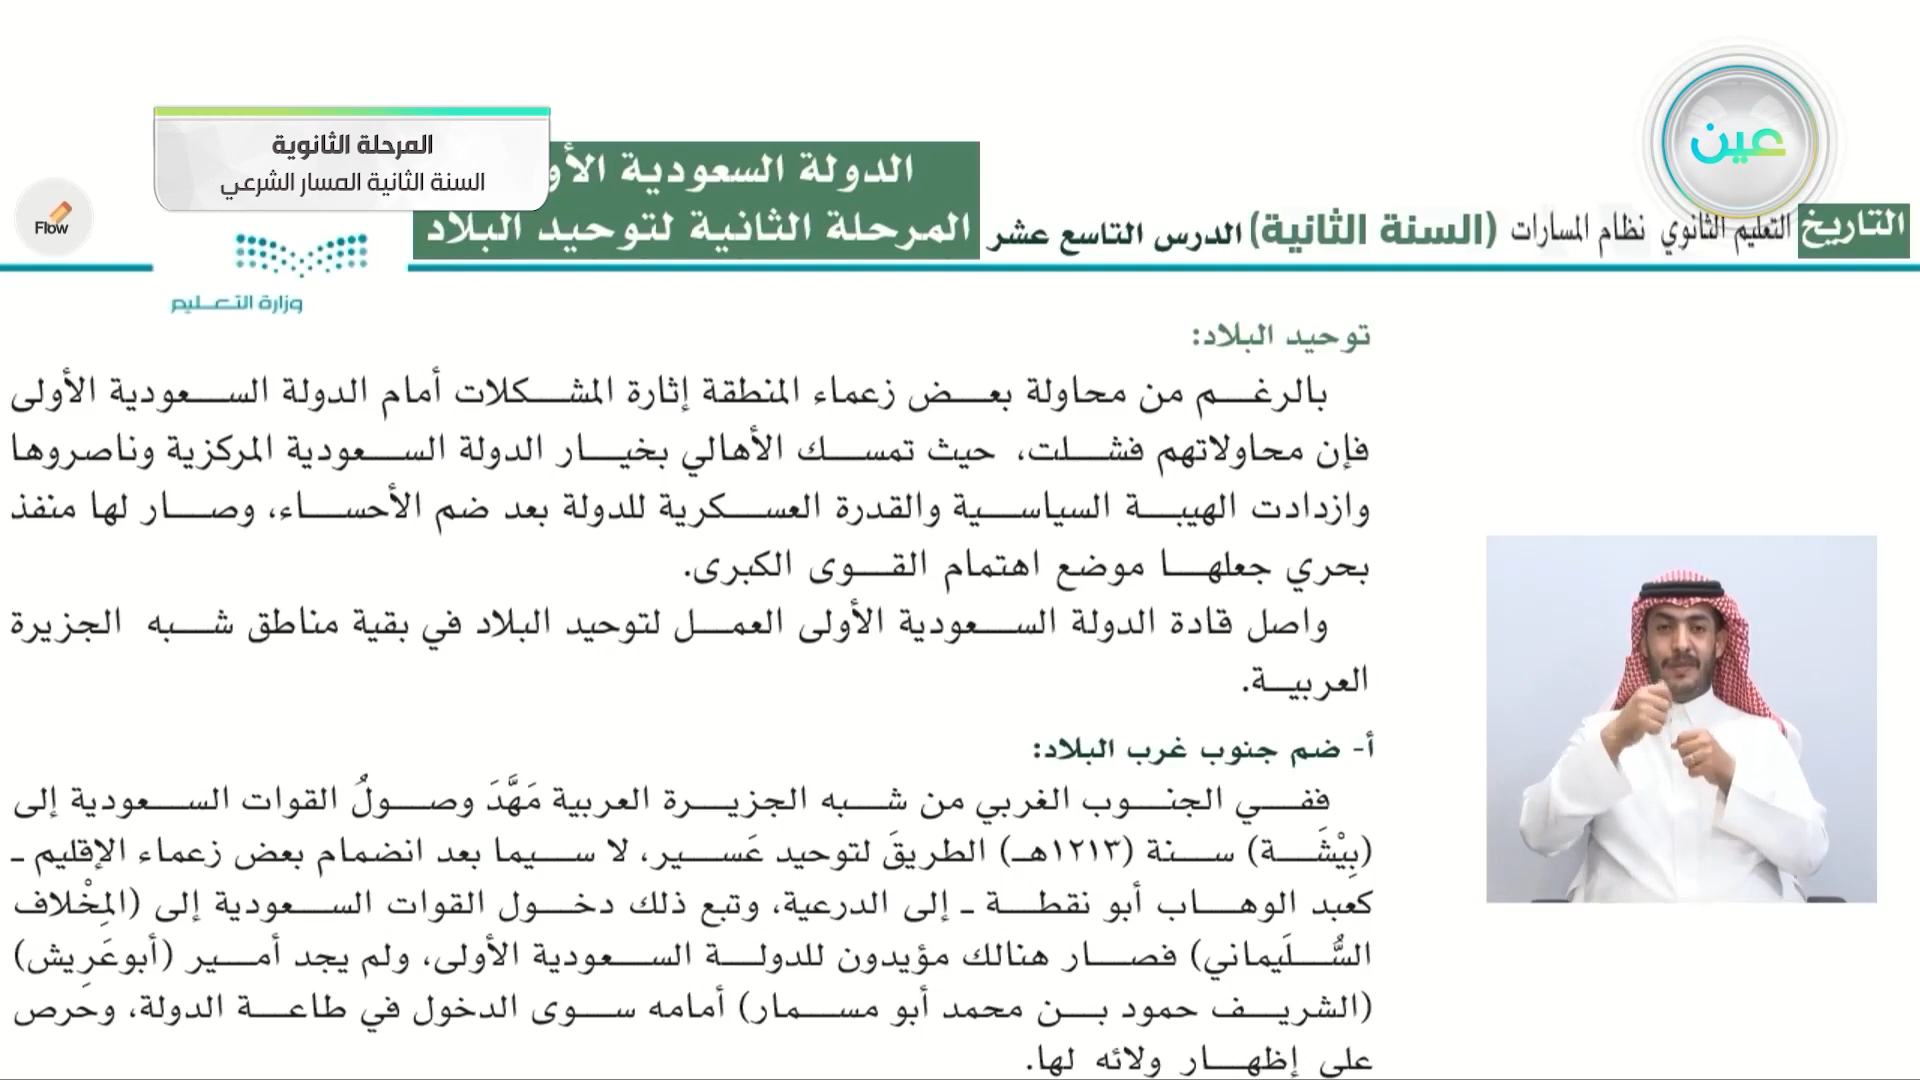 عين
المرحلة الثانوية
السنة الثانية المسار الشرعي
Flow
التاريخ التعليم الثانوي نظام المسارات (السنة الثانية) الدرس التاسع عشر
الدولة السعودية
المرحلة الثانية لتوحيد البلاد
وزارة التعليم
توحيد البلاد:
بالرغم من محاولة بعض زعماء المنطقة إثارة المشكلات أمام الدولة السعودية الأولى
فإن محاولاتهم فشلت، حيث تمسك الأهالي بخيار الدولة السعودية المركزية وناصروها
وازدادت الهيبة السياسية والقدرة العسكرية للدولة بعد ضم الأحساء، وصار لها منفذ
بحري جعلها موضع اهتمام القوى الكبرى.
واصل قادة الدولة السعودية الأولى العمل لتوحيد البلاد في بقية مناطق شبه الجزيرة
العربية.
أ- ضم جنوب غرب البلاد:
ففي الجنوب الغربي من شبه الجزيرة العربية مَهَّدَ وصولُ القوات السعودية إلى
(بِيْشَة) سنة (١٢١٣هـ) الطريقَ لتوحيد عَسير، لا سيما بعد انضمام بعض زعماء الإقليم ـ
كعبد الوهاب أبو نقطة ـ إلى الدرعية، وتبع ذلك دخول القوات السعودية إلى (المِخْلاف
السُّلَيماني) فصار هنالك مؤيدون للدولة السعودية الأولى، ولم يجد أمير (أبوعَرِيش)
(الشريف حمود بن محمد أبو مسمار) أمامه سوى الدخول في طاعة الدولة، وحرص
على إظهار ولائه لها.